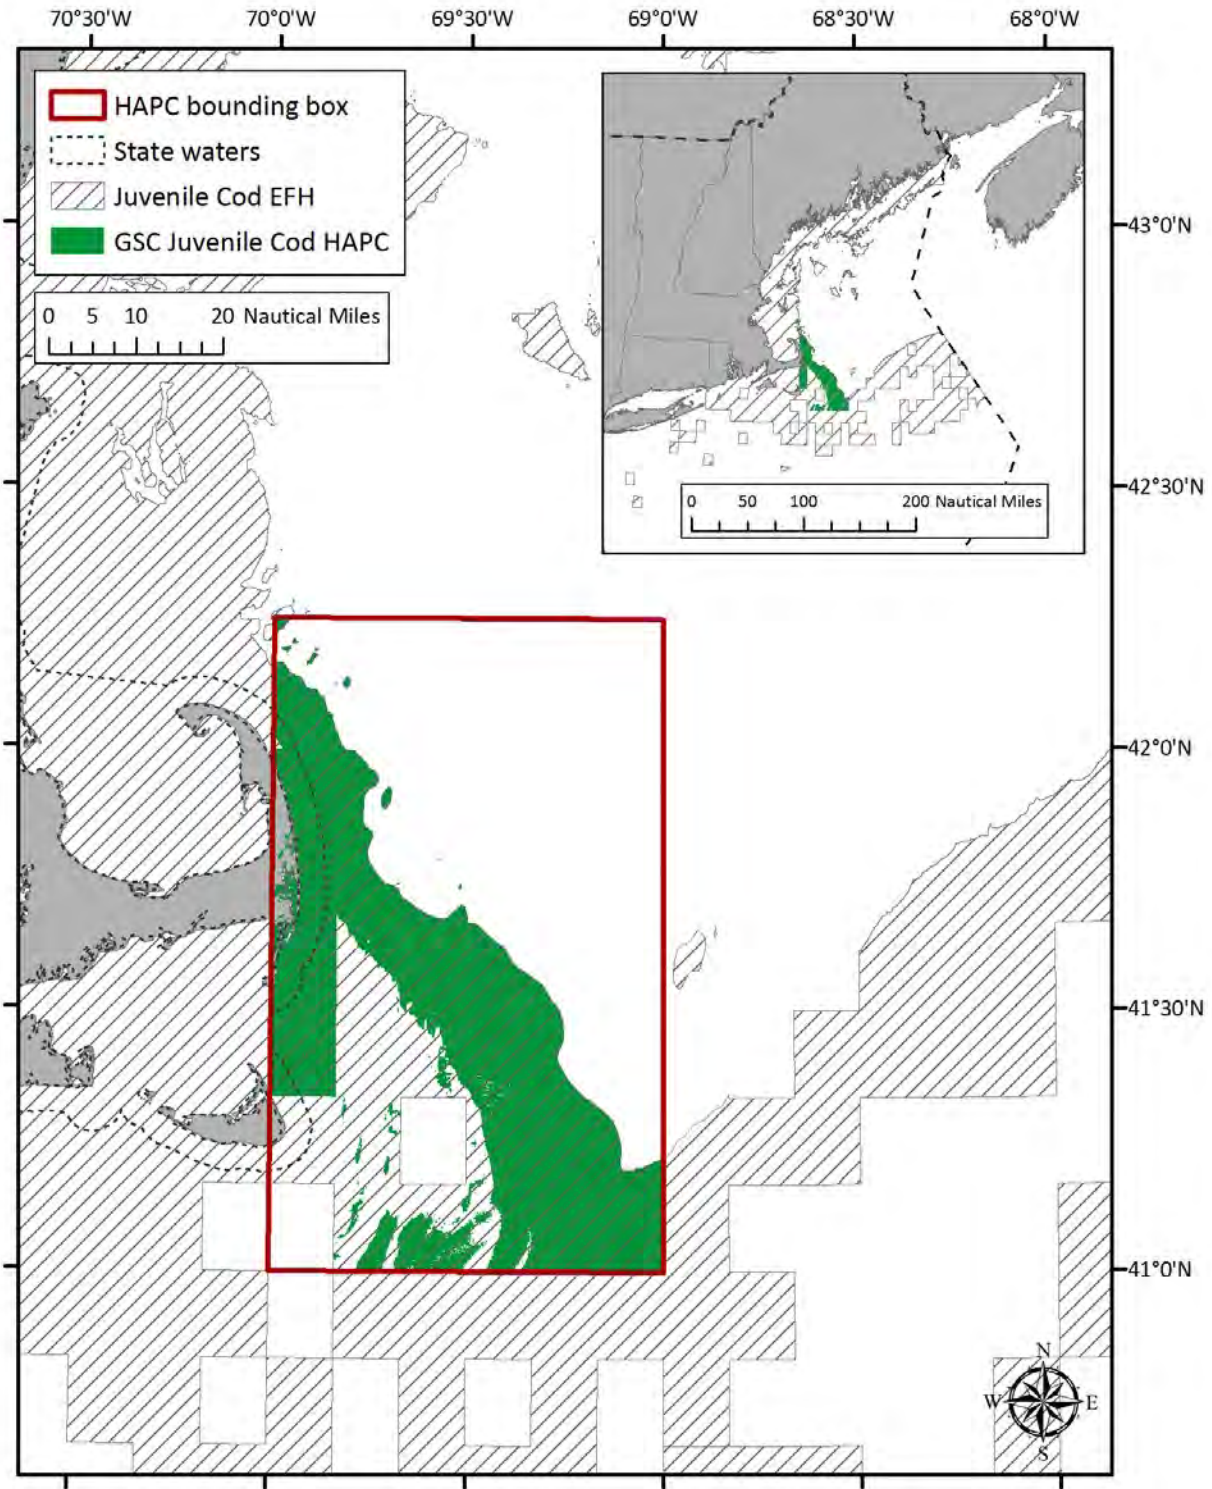 70°30'W 70°0'W 69°30'W 69°0'W 68°30'W 68°0'W
HAPC bounding box
State waters
Juvenile Cod EFH
GSC Juvenile Cod HAPC
0 5 10 20 Nautical Miles
43°0'N
42°30'N
0 50 100 200 Nautical Miles
42°0'N
41°30'N
41°0'N
N
W E
S